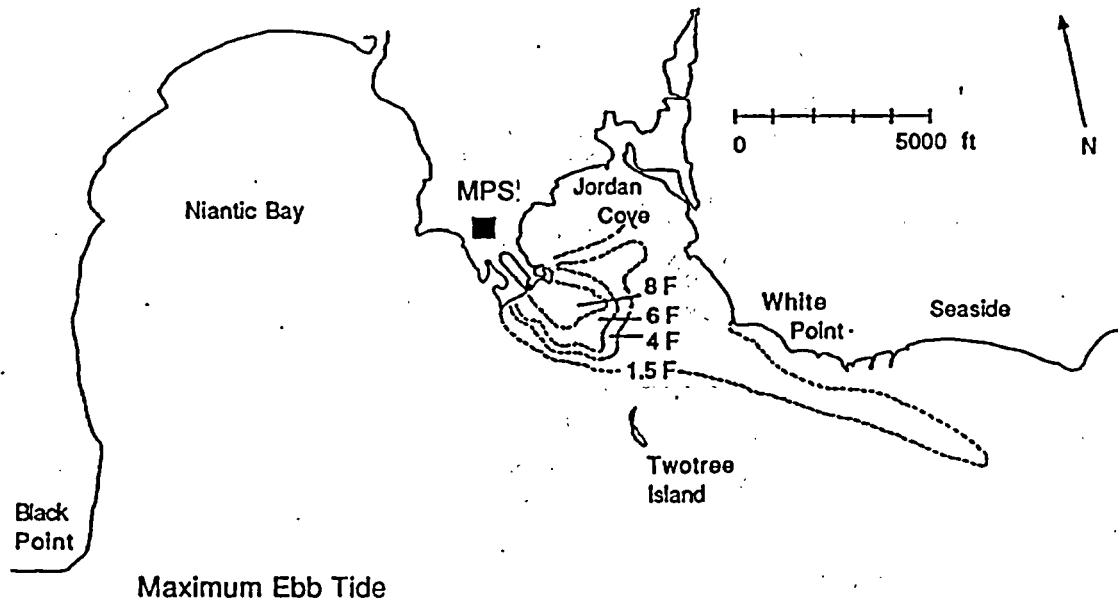 0 5000 ft
N
Niantic Bay
MPS
Jordan
Cove
8 F
6 F
4 F
1.5 F
White
Point
Seaside
Twotree
Island
Black
Point
Maximum Ebb Tide